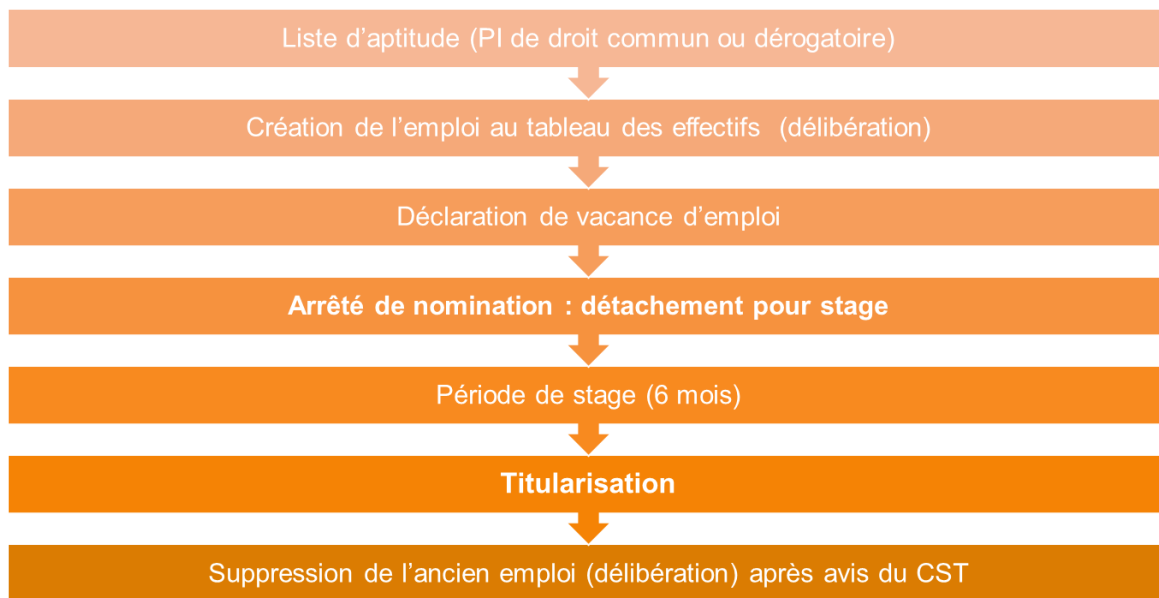 Liste d’aptitude (PI de droit commun ou dérogatoire)
Création de l’emploi au tableau des effectifs (délibération)
Déclaration de vacance d’emploi
Arrêté de nomination : détachement pour stage
Période de stage (6 mois)
Titularisation
Suppression de l’ancien emploi (délibération) après avis du CST